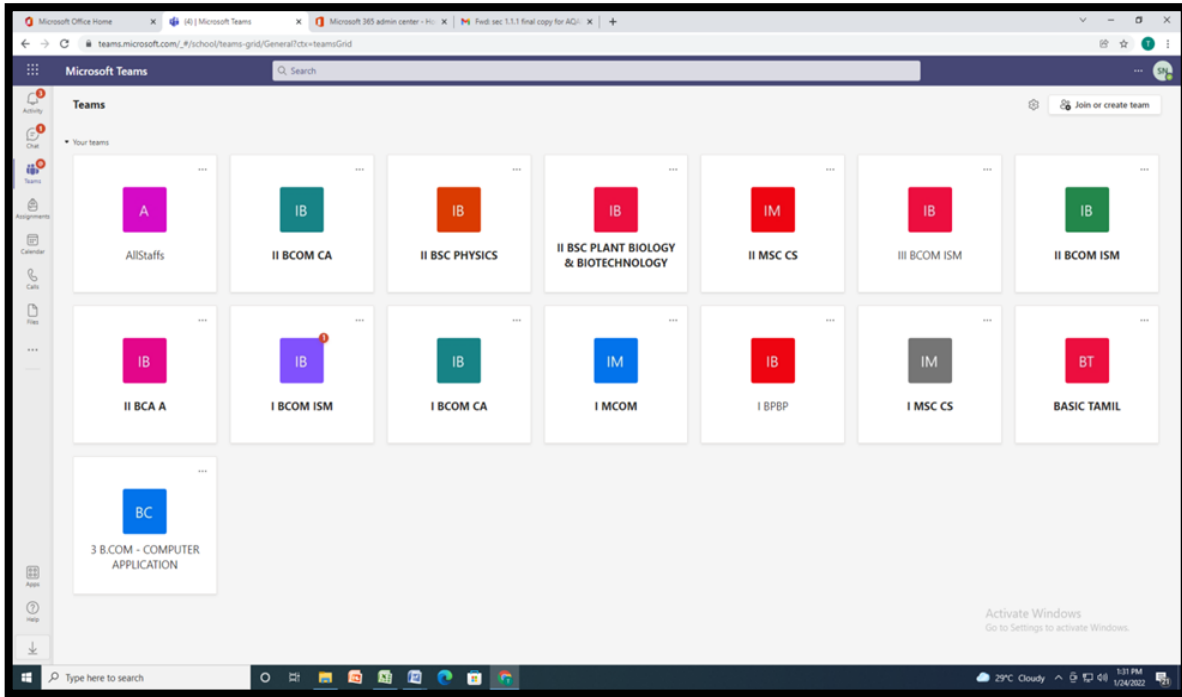 Microsoft Office Home
(4) | Microsoft Teams
Microsoft 365 admin center - Ho
Fwd: sec 1.1.1 final copy for AQA
teams.microsoft.com/_#/school/teams-grid/General?ctx=teamsGrid
T
Microsoft Teams
Search
SN
Activity
3
Chat
1
Teams
Assignments
Calendar
Calls
Files
Teams
Join or create team
Your teams
A
IB
IB
IB
IM
IB
IB
AllStaffs
II BCOM CA
II BSC PHYSICS
II BSC PLANT BIOLOGY
& BIOTECHNOLOGY
II MSC CS
III BCOM ISM
II BCOM ISM
IB
IB
IB
IM
IB
IM
BT
II BCA A
I BCOM ISM
I BCOM CA
I MCOM
I BPBP
I MSC CS
BASIC TAMIL
BC
3 B.COM - COMPUTER
APPLICATION
Apps
Help
Activate Windows
Go to Settings to activate Windows.
Type here to search
29°C Cloudy
1:31 PM
1/24/2022
21